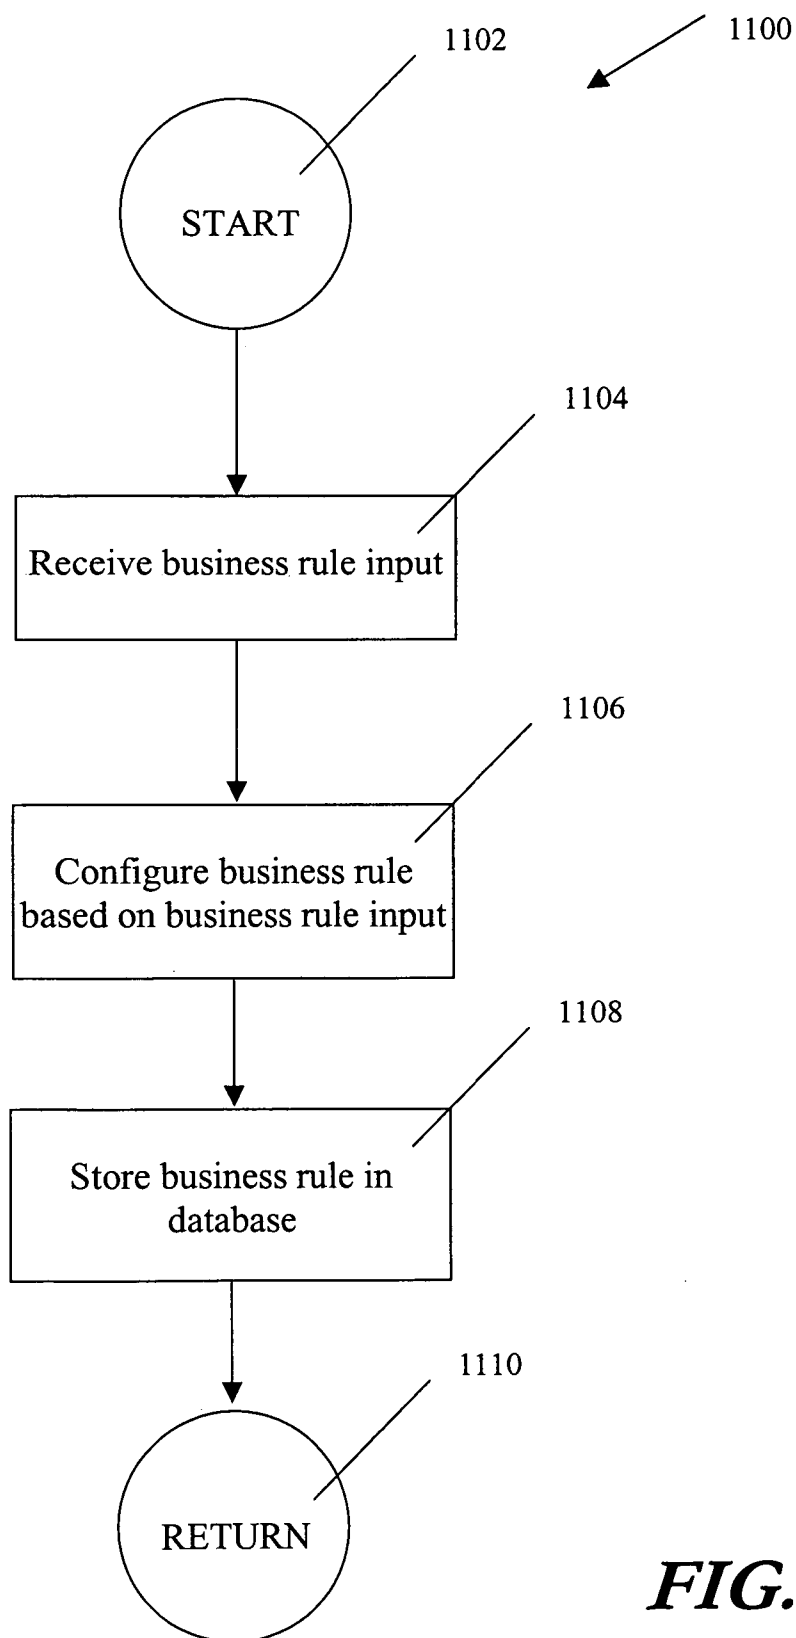 1100
1102
START
1104
Receive business rule input
1106
Configure business rule
based on business rule input
1108
Store business rule in
database
1110
RETURN
FIG.